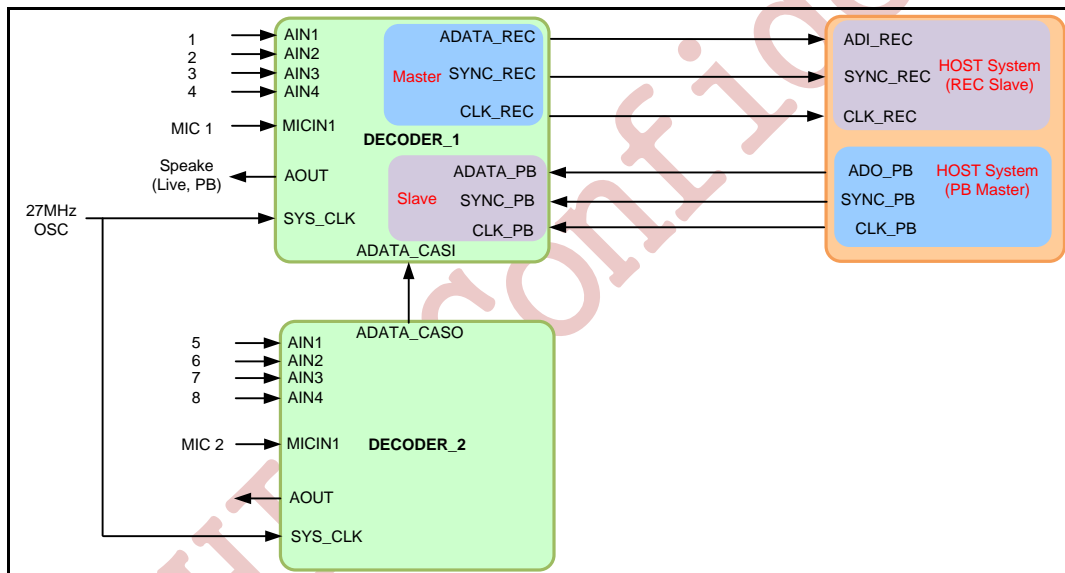 1
2
3
4
MIC 1
Speake
(Live, PB)
27MHz
OSC
AIN1
AIN2
AIN3
AIN4
MICIN1
AOUT
SYS_CLK
DECODER_1
ADATA_CASI
Master
ADATA_REC
SYNC_REC
CLK_REC
Slave
ADATA_PB
SYNC_PB
CLK_PB
ADI_REC
SYNC_REC
CLK_REC
HOST System
(REC Slave)
ADO_PB
SYNC_PB
CLK_PB
HOST System
(PB Master)
ADATA_CASO
5
6
7
8
MIC 2
AIN1
AIN2
AIN3
AIN4
MICIN1
AOUT
SYS_CLK
DECODER_2